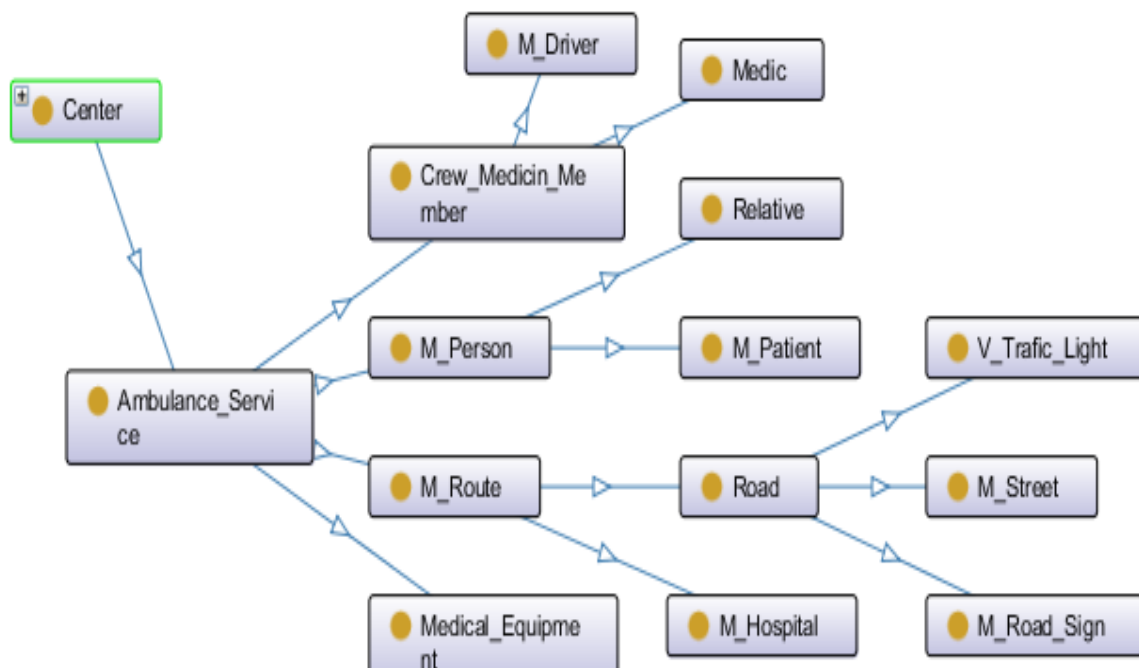 M_Driver
Medic
Center
Crew_Medicin_Me
mber
Relative
M_Person
M_Patient
V_Trafic_Light
Ambulance_Servi
ce
M_Route
Road
M_Street
Medical_Equipme
nt
M_Hospital
M_Road_Sign